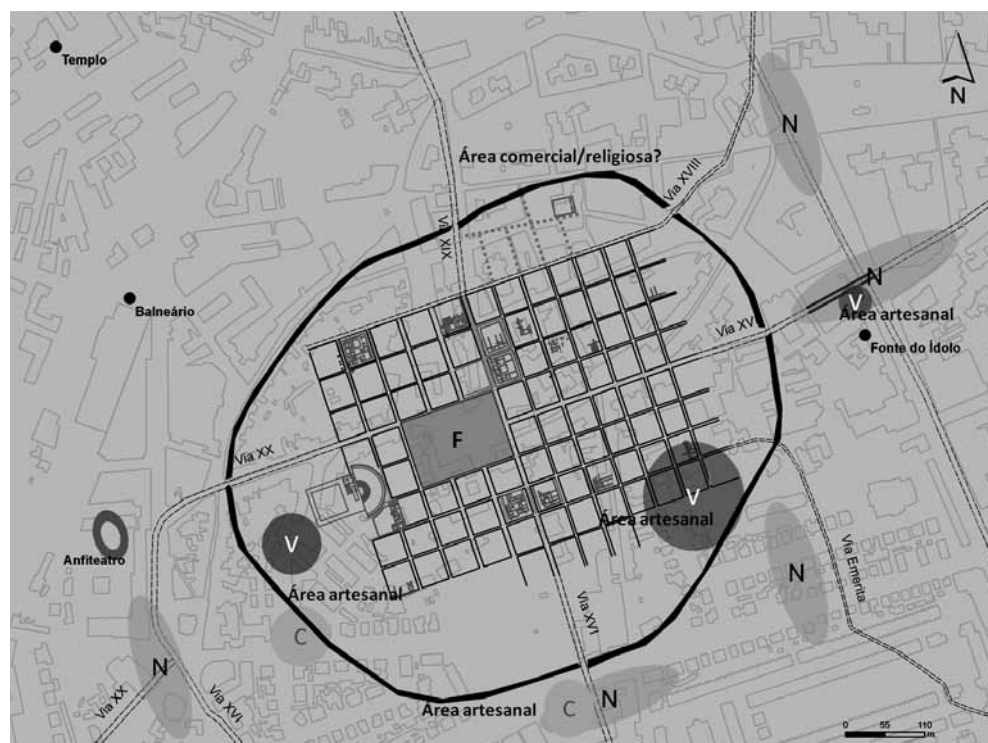 Templo
N
N
Área comercial/religiosa?
Via XVIII
Via XIX
N
V
Área artesanal
Balneário
Via XVI
Fonte do Ídolo
F
Via XX
V
Área artesanal
V
Anfiteatro
N
Via Emerita
Área artesanal
C
Via XVI
N
Via XX
Via XVI
N
C
Área artesanal
0 55 110
m.